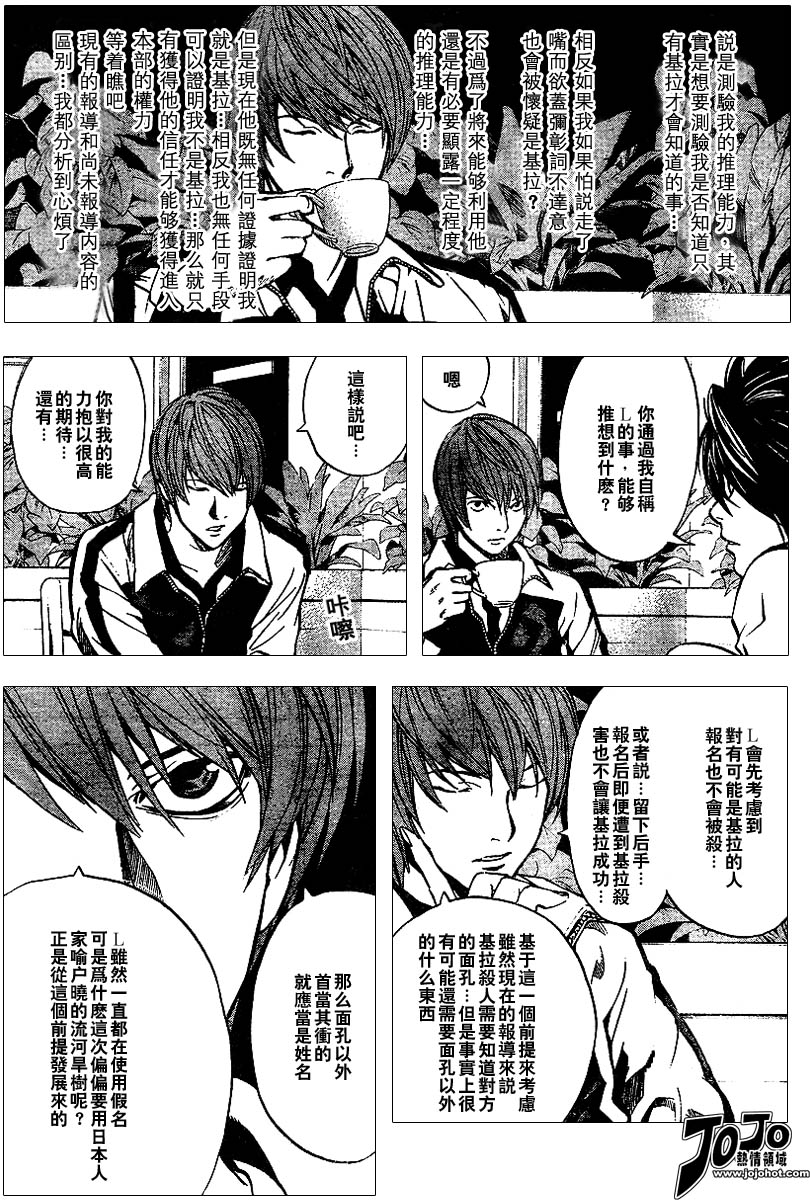 說是測驗我的推理能力，其
實是想要測驗我是否知道只
有基拉才會知道的事…
相反如果我如果怕說走了
嘴而欲蓋彌彰詞不達意
也會被懷疑是基拉？
不過爲了將來能够利用他
還是有必要顯露一定程度
的推理能力…
但是現在他既無任何證據證明我
就是基拉…相反我也無任何手段
可以證明我不是基拉…那么就只
有獲得他的信任才能够獲得進入
本部的權力
等着瞧吧
現有的報導和尚未報導内容的
區别…我都分析到心煩了
你通過我自稱
L的事，能够
推想到什麽？
嗯
這樣説吧…
你對我的能
力抱以很高
的期待…
還有…
咔嚓
L會先考慮到
對有可能是基拉的人
報名也不會被殺…
或者説…留下后手…
報名后即便遭到基拉殺
害也不會讓基拉成功…
基于這一個前提來考慮
雖然現在的報導來説
基拉殺人需要知道對方
的面孔…但是事實上很
有可能還需要面孔以外
的什么東西
那么面孔以外
首當其衝的
就應當是姓名
L雖然一直都在使用假名
可是爲什麽這次偏偏要用日本人
家喻户曉的流河旱樹呢？
正是從這個前提發展來的
JOJO
熱情領域
www.jojohot.com